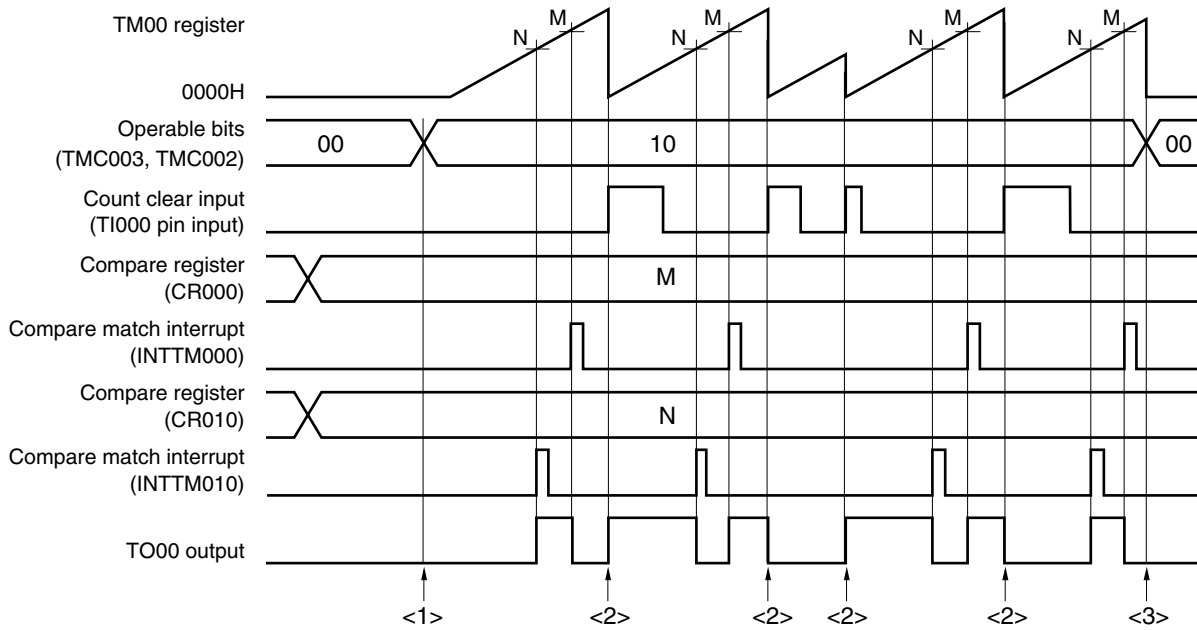 TM00 register
N M N M N M N M
0000H
Operable bits
(TMC003, TMC002)
00 10 00
Count clear input
(TI000 pin input)
Compare register
(CR000)
M
Compare match interrupt
(INTTM000)
Compare register
(CR010)
N
Compare match interrupt
(INTTM010)
TO00 output
<1> <2> <2> <2> <2> <3>